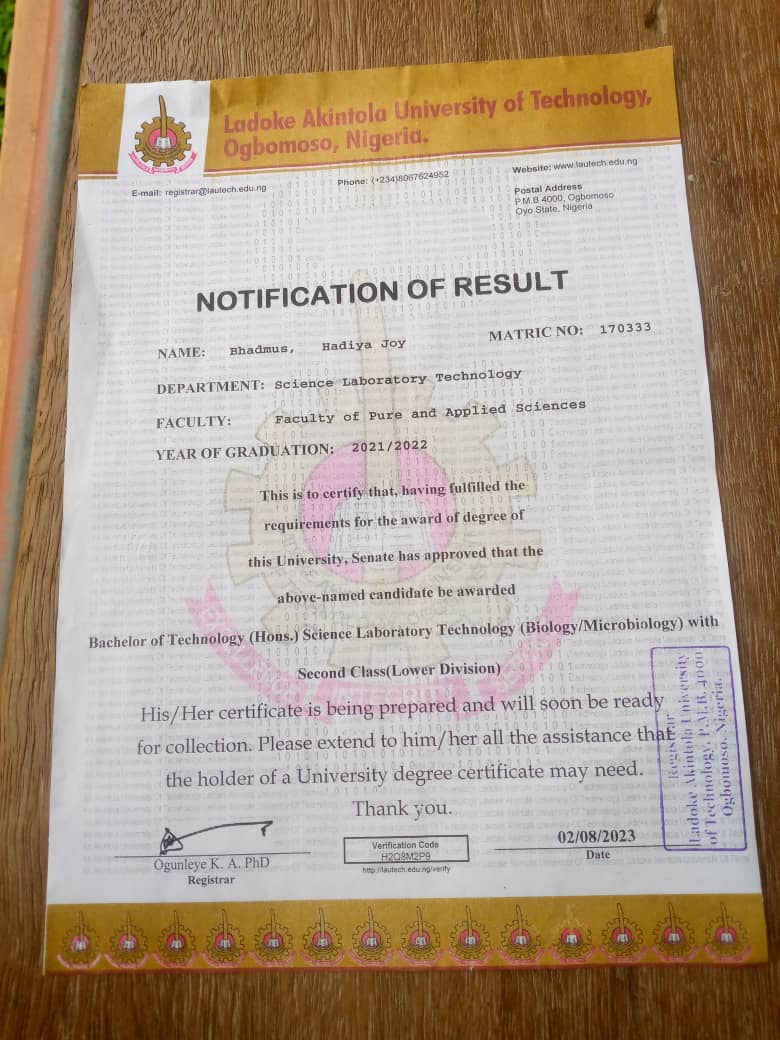 Ladoke Akintola University of Technology,
Ogbomoso, Nigeria.
E-mail: registrar@lautech.edu.ng
Phone: (+234)8067624952
Website: www.lautech.edu.ng
Postal Address
P.M.B 4000, Ogbomoso
Oyo State, Nigeria
NOTIFICATION OF RESULT
NAME: Bhadmus, Hadiya Joy
MATRIC NO: 170333
DEPARTMENT: Science Laboratory Technology
FACULTY: Faculty of Pure and Applied Sciences
YEAR OF GRADUATION: 2021/2022
This is to certify that, having fulfilled the
requirements for the award of degree of
this University, Senate has approved that the
above-named candidate be awarded
Bachelor of Technology (Hons.) Science Laboratory Technology (Biology/Microbiology) with
Second Class(Lower Division)
His/Her certificate is being prepared and will soon be ready
for collection. Please extend to him/her all the assistance that
the holder of a University degree certificate may need.
Thank you.
Ogunleye K. A. PhD
Registrar
Verification Code
H2Q8M2P9
http://lautech.edu.ng/verify
02/08/2023
Date
Registrar
Ladoke Akintola University
of Technology, P.M.B. 4000
Ogbomoso, Nigeria.